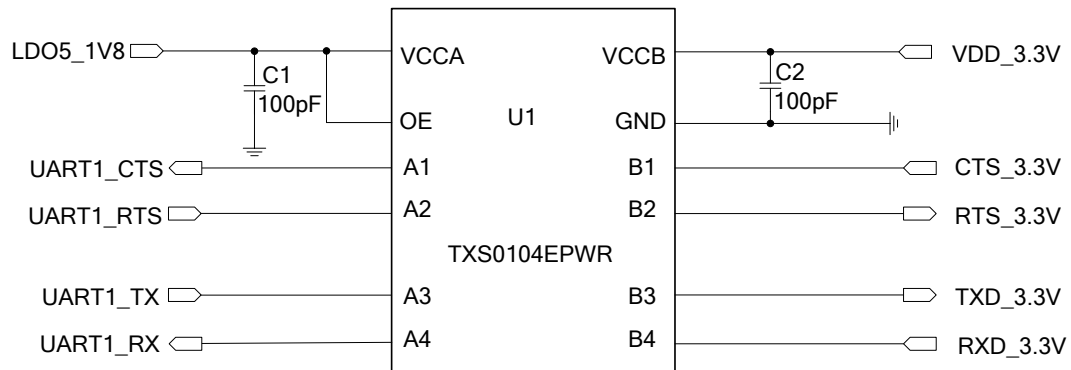 LDO5_1V8
VCCA
VCCB
VDD_3.3V
C1
100pF
C2
100pF
OE
U1
GND
UART1_CTS
A1
B1
CTS_3.3V
UART1_RTS
A2
B2
RTS_3.3V
TXS0104EPWR
UART1_TX
A3
B3
TXD_3.3V
UART1_RX
A4
B4
RXD_3.3V